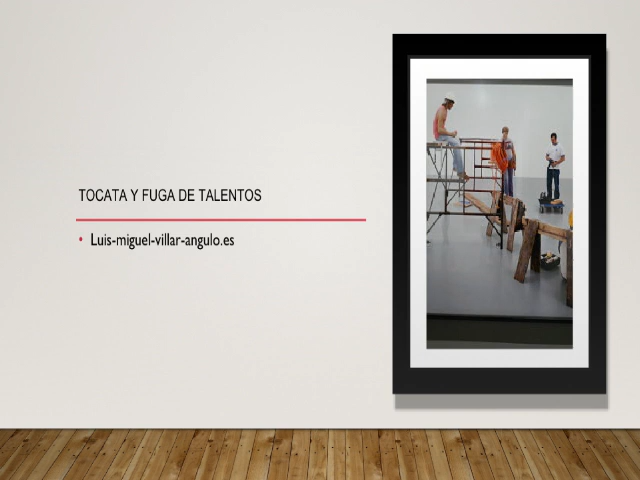 TOCATA Y FUGA DE TALENTOS
• Luis-miguel-villar-angulo.es